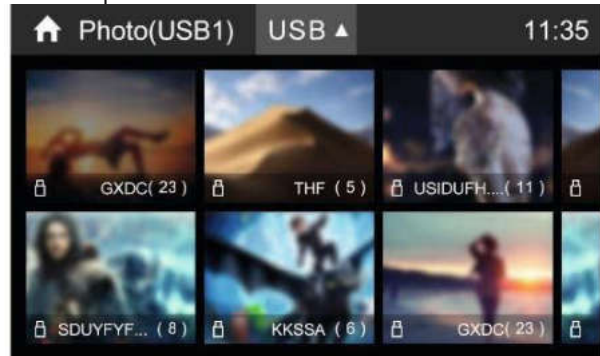 Photo(USB1) USB ▲ 11:35
GXDC( 23 ) THF ( 5 ) USIDUFH....( 11 )
SDUYFYF... ( 8 ) KKSSA ( 6 ) GXDC( 23 )